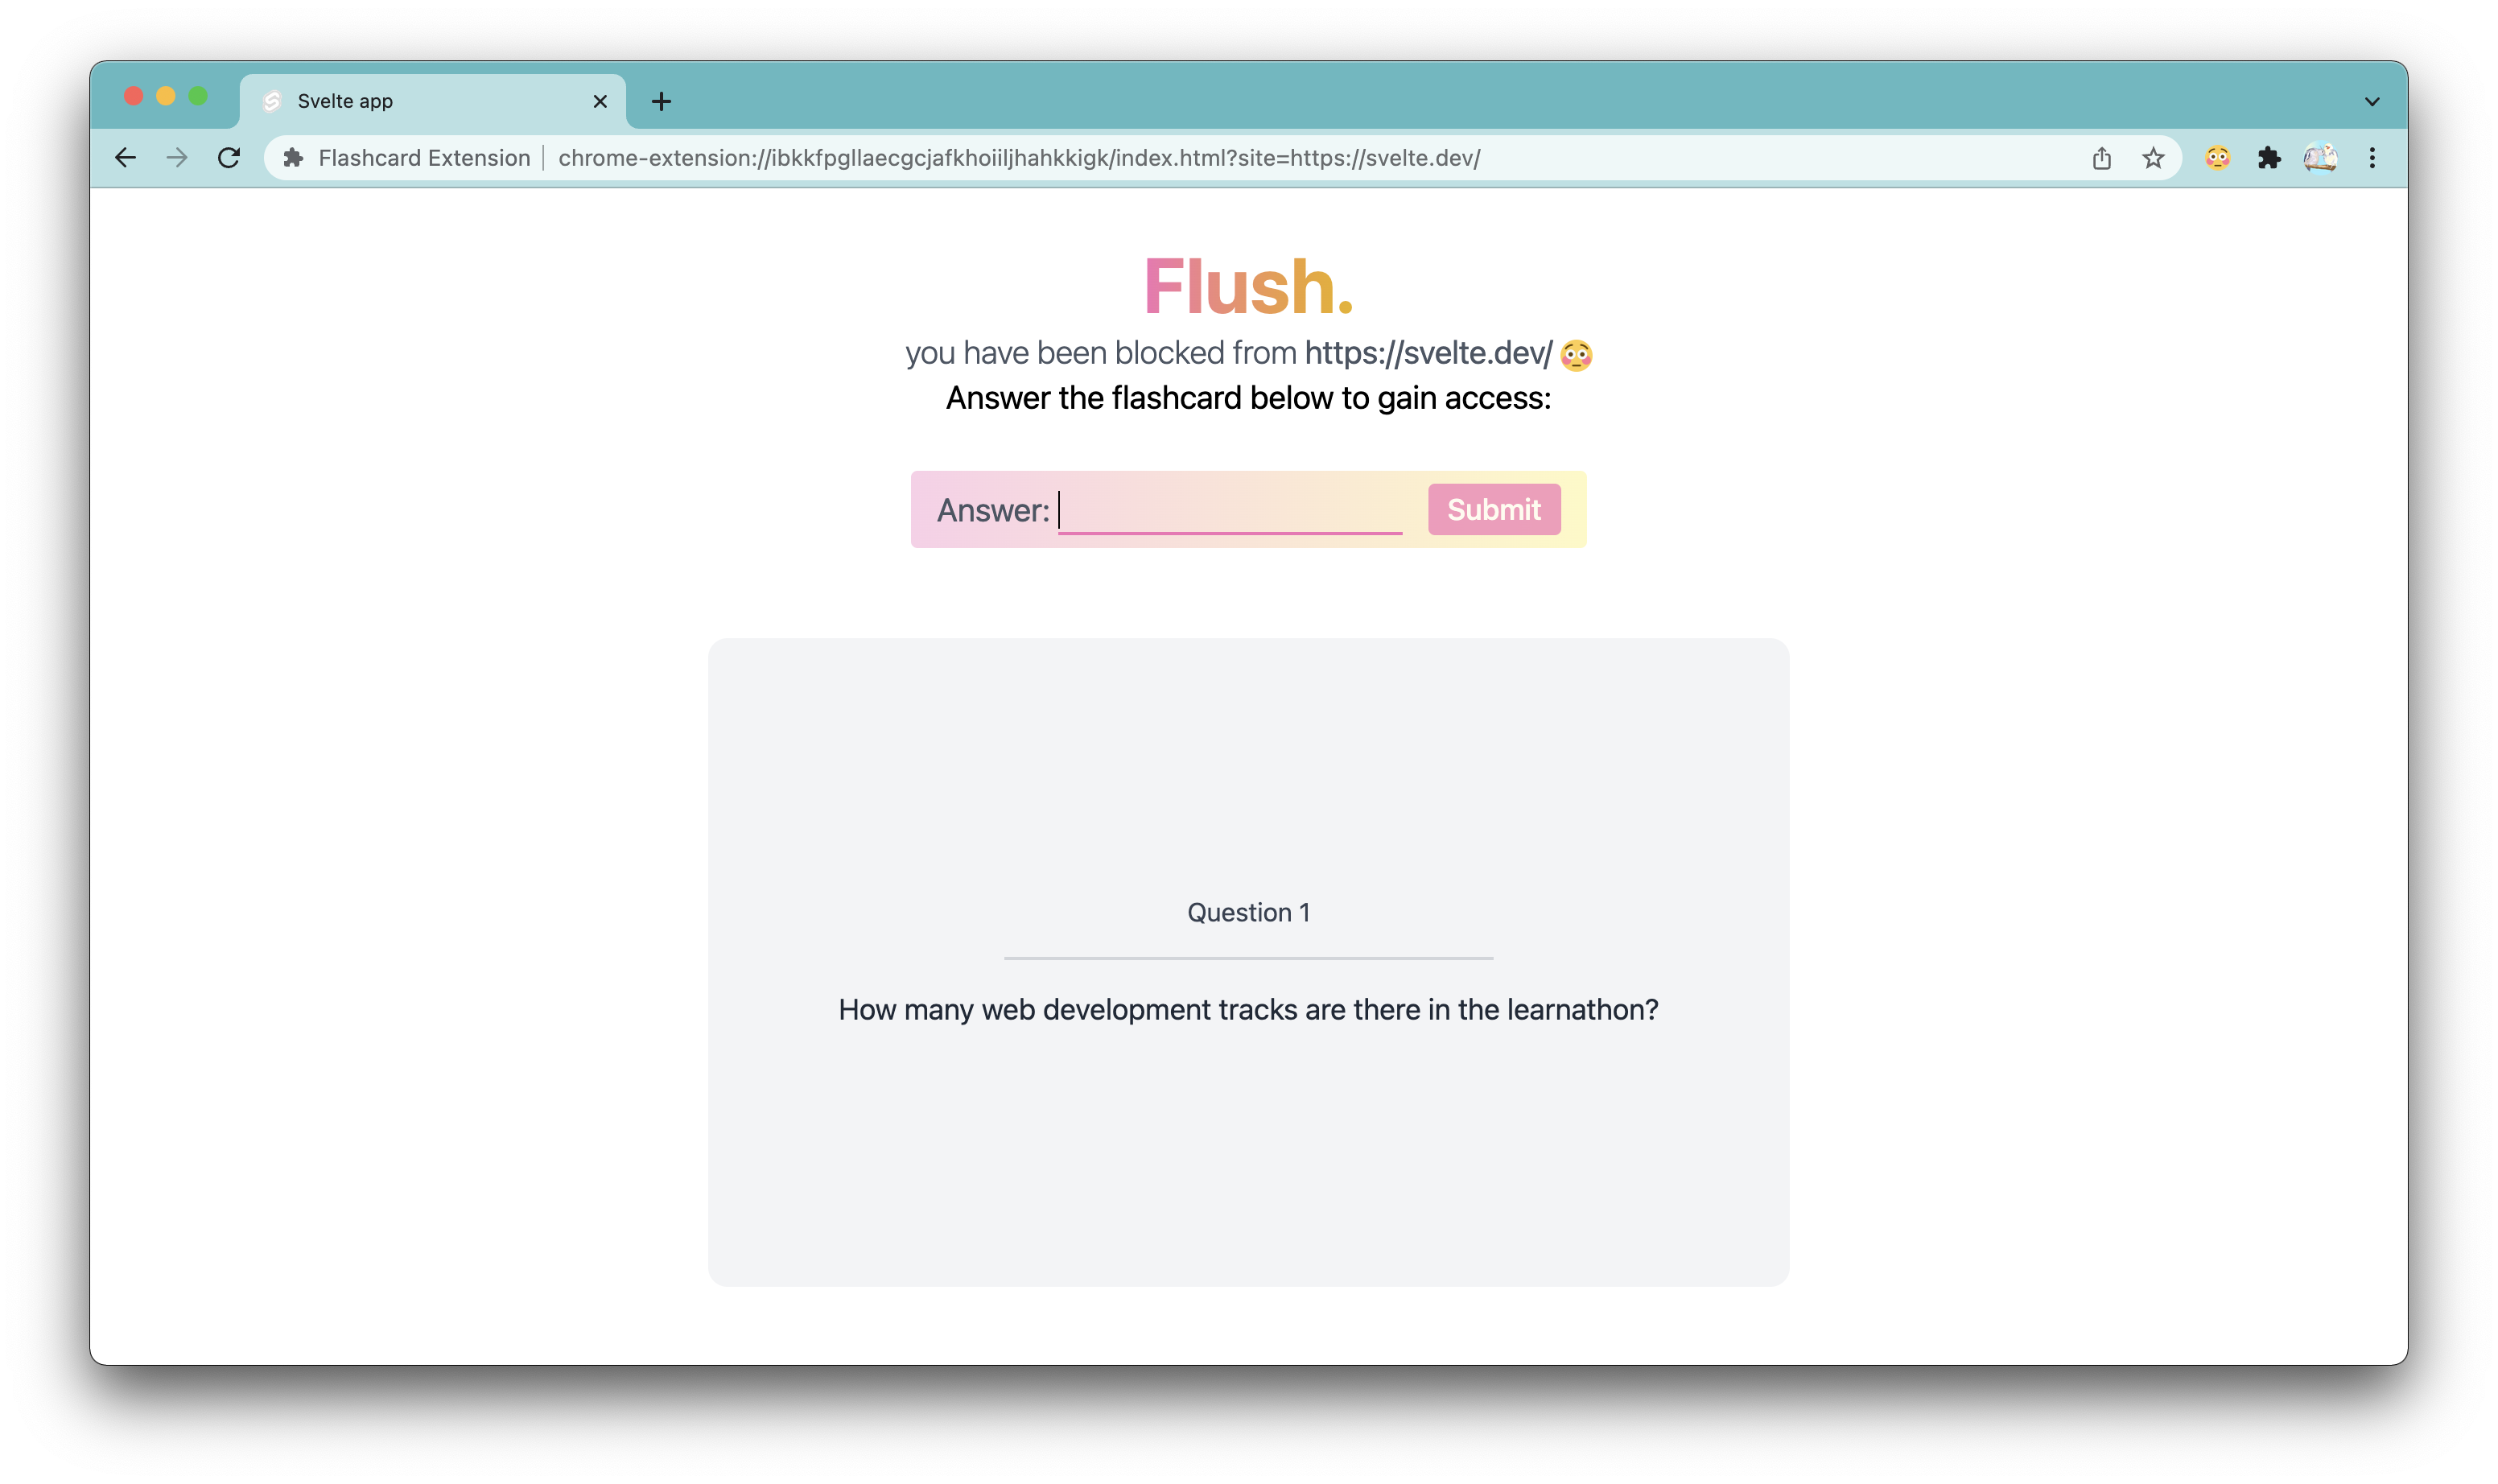 Svelte app
Flashcard Extension | chrome-extension://ibkkfpgllaecgcjafkhoiiljhahkkigk/index.html?site=https://svelte.dev/
Flush.
you have been blocked from https://svelte.dev/ 😳
Answer the flashcard below to gain access:
Answer: Submit
Question 1
How many web development tracks are there in the learnathon?